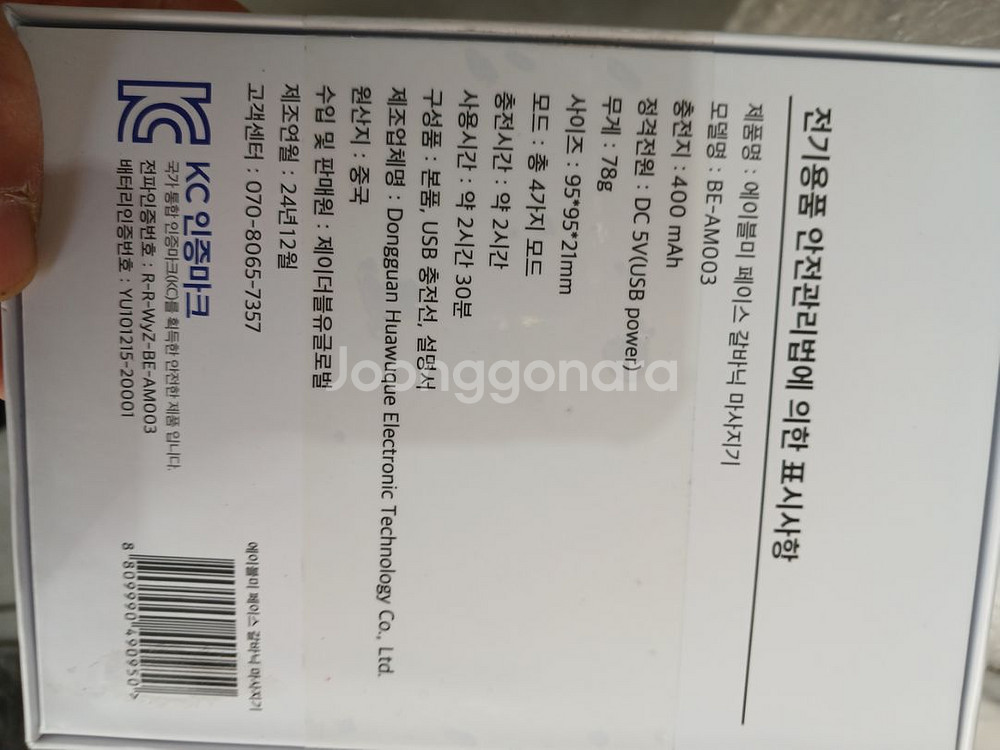 전기용품 안전관리법에 의한 표시사항
제품명 : 에이블미 페이스 갈바닉 마사지기
모델명 : BE-AM003
충전지 : 400 mAh
정격전원 : DC 5V(USB power)
무게 : 78g
사이즈 : 95*95*21mm
모드 : 총 4가지 모드
충전시간 : 약 2시간
사용시간 : 약 2시간 30분
구성품 : 본품, USB 충전선, 설명서
제조업체명 : Dongguan Huawuque Electronic Technology Co., Ltd.
원산지 : 중국
수입 및 판매원 : 제이더블유글로벌
제조연월 : 24년12월
고객센터 : 070-8065-7357
KC 인증마크
국가 통합 인증마크(KC)를 획득한 안전한 제품 입니다.
전파인증번호 : R-R-WyZ-BE-AM003
배터리인증번호 : YU101215-20001
에이블미 페이스 갈바닉 마사지기
8 809990 490950 >
Joonggonara